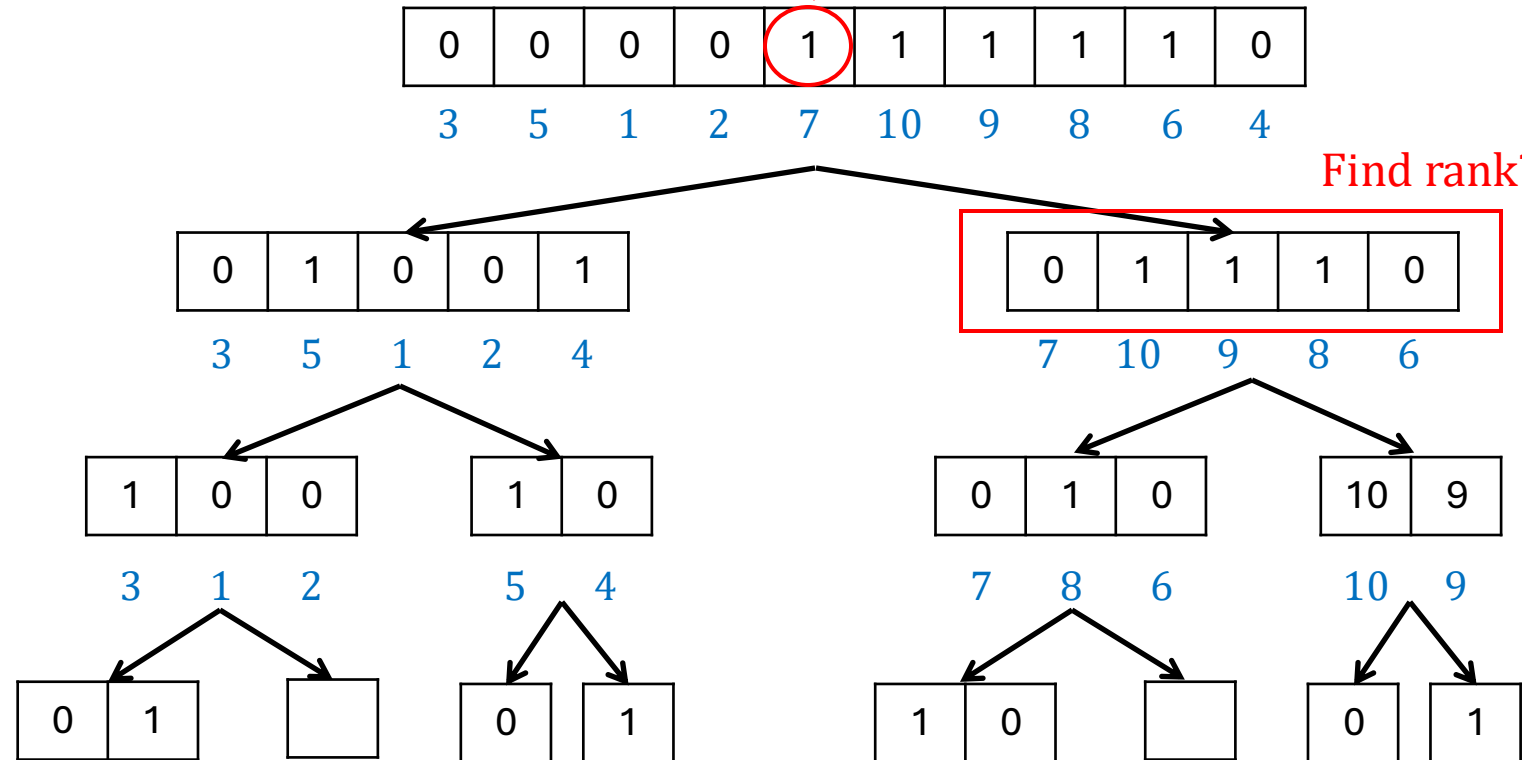 0 0 0 0 1 1 1 1 1 0
3 5 1 2 7 10 9 8 6 4
Find rank
0 1 0 0 1 0 1 1 1 0
3 5 1 2 4 7 10 9 8 6
1 0 0 1 0 0 1 0 10 9
3 1 2 5 4 7 8 6 10 9
0 1 0 1 1 0 0 1